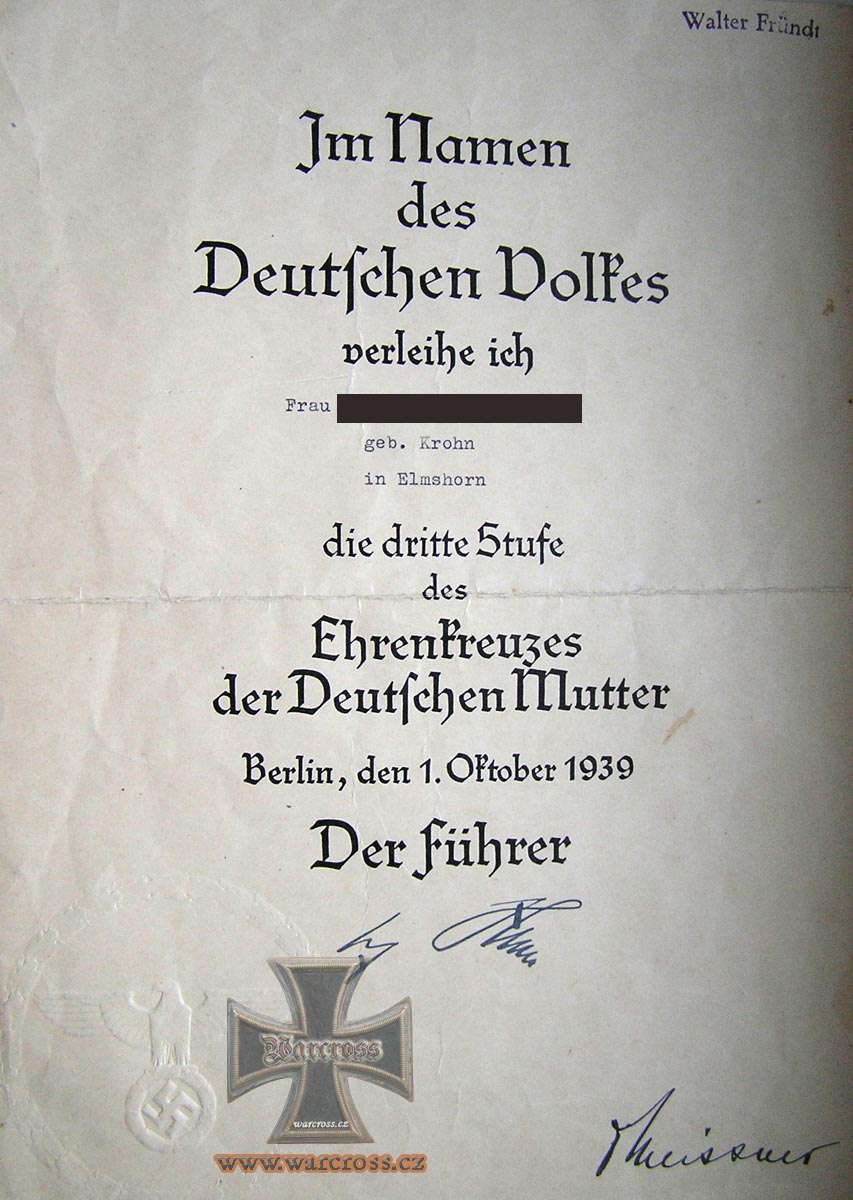 Walter Fründt
Im Namen
des
Deutschen Volkes
verleihe ich
Frau
geb. Krohn
in Elmshorn
die dritte Stufe
des
Ehrenkreuzes
der Deutschen Mutter
Berlin, den 1. Oktober 1939
Der Führer
Warcross
warcross.cz
www.warcross.cz
Meissner